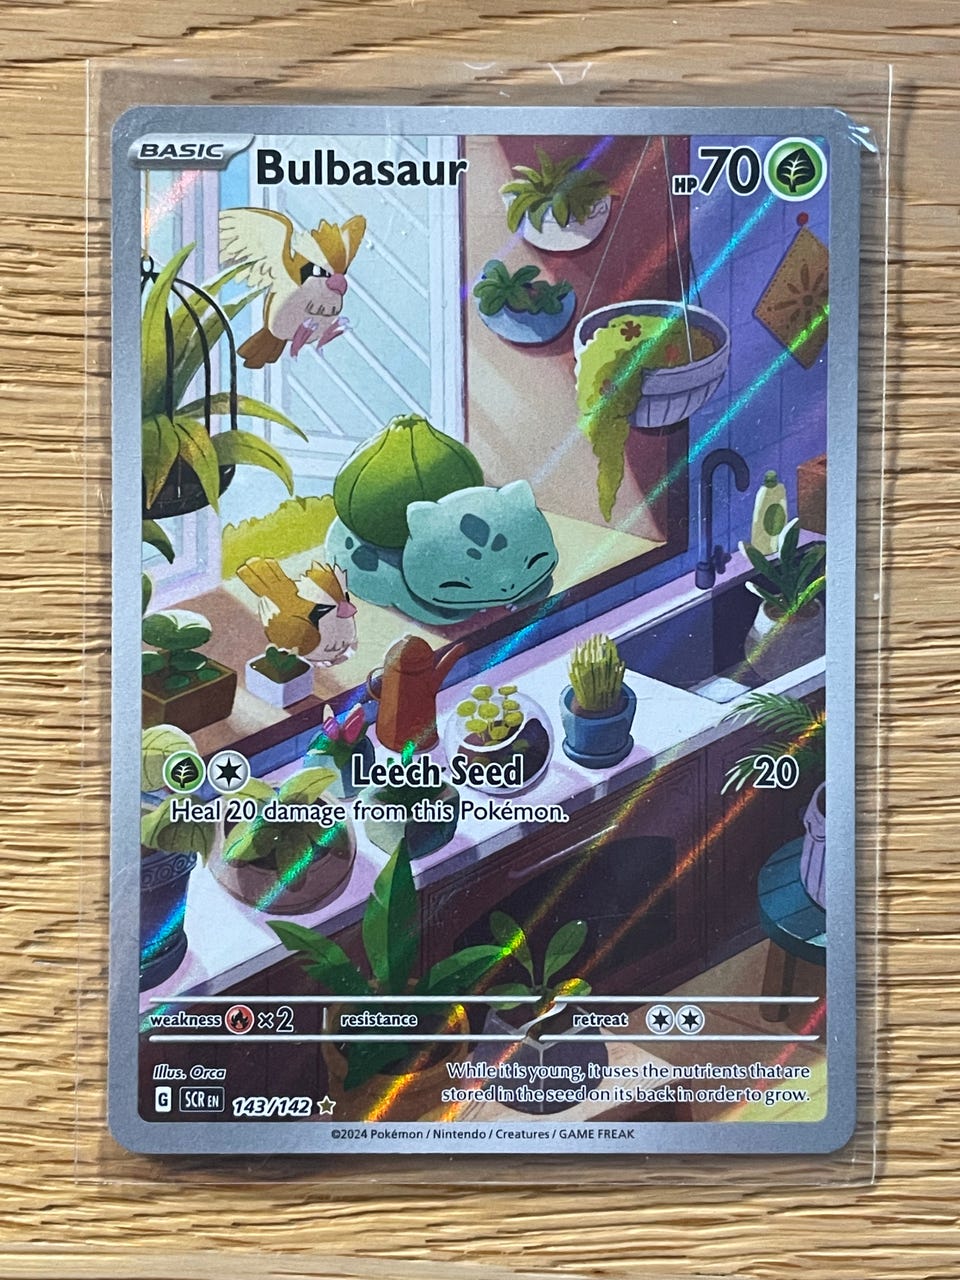 BASIC Bulbasaur HP 70
Leech Seed 20
Heal 20 damage from this Pokémon.
weakness ×2 resistance retreat
Illus. Orca
While it is young, it uses the nutrients that are
stored in the seed on its back in order to grow.
G SCR EN 143/142
©2024 Pokémon / Nintendo / Creatures / GAME FREAK